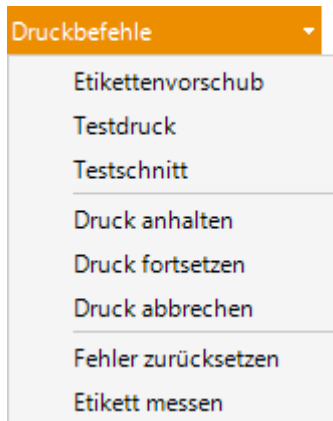 Druckbefehle
Etikettenvorschub
Testdruck
Testschnitt
Druck anhalten
Druck fortsetzen
Druck abbrechen
Fehler zurücksetzen
Etikett messen